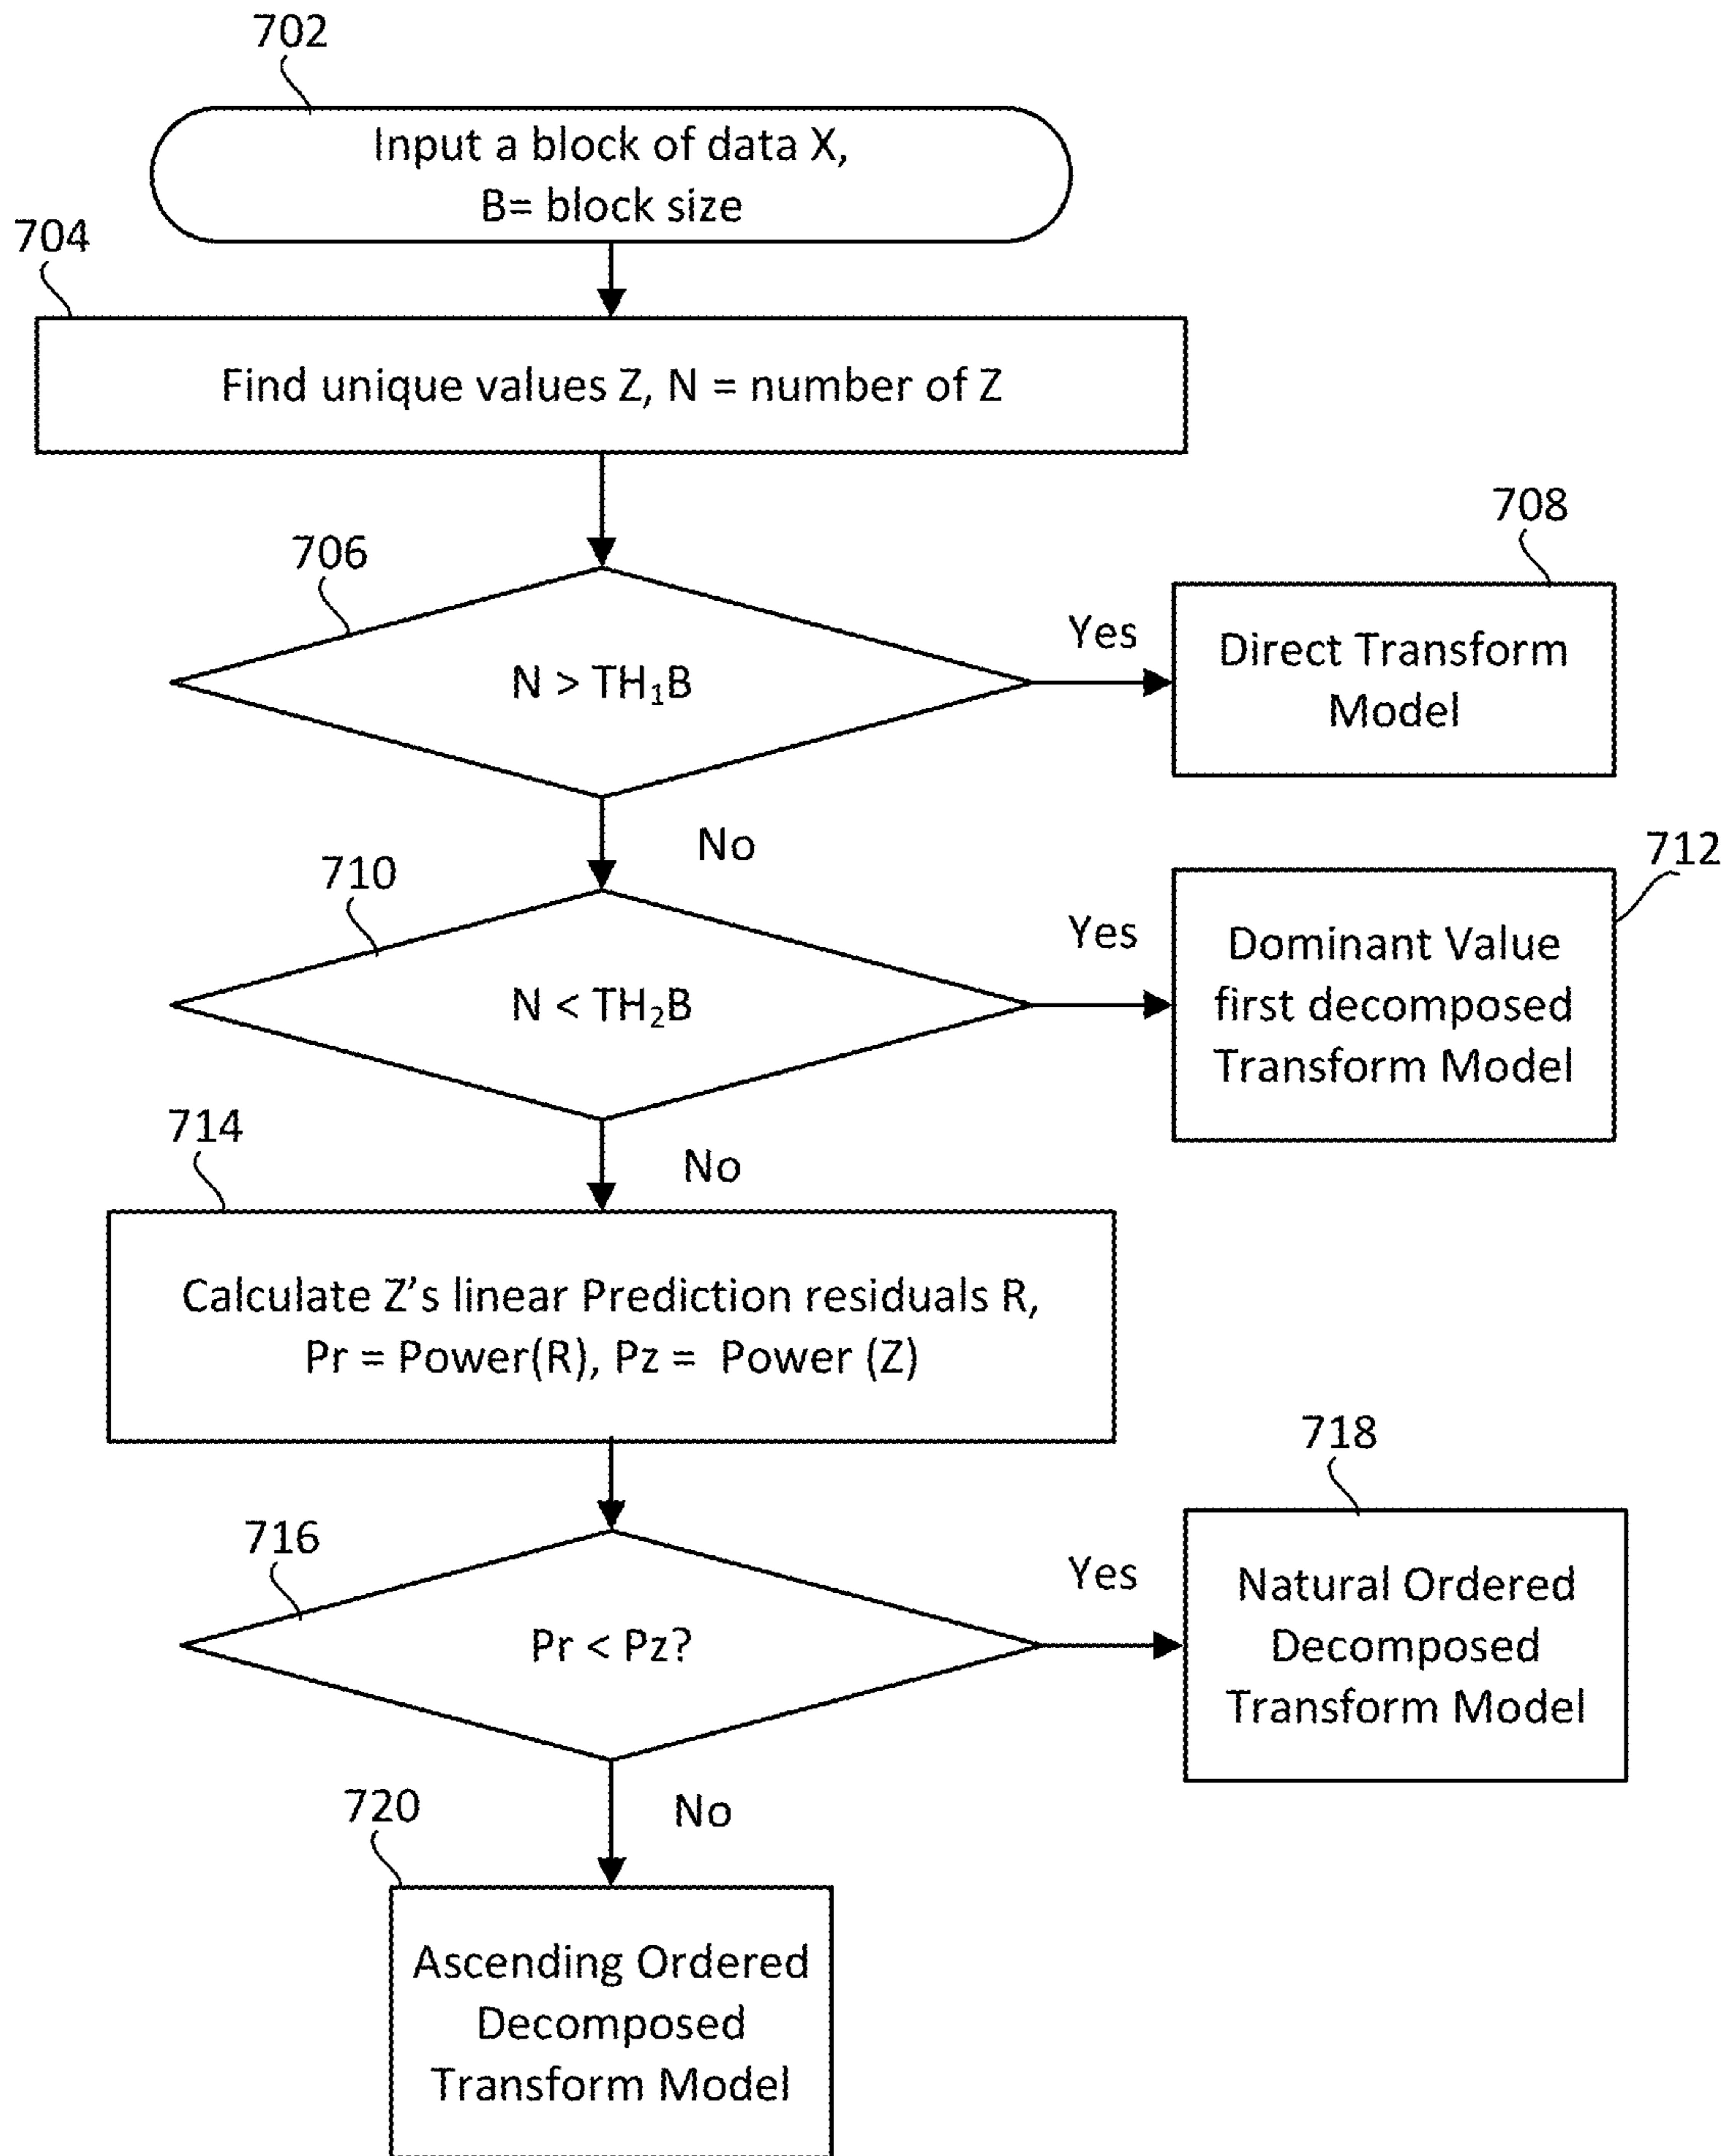 702
Input a block of data X,
B= block size
704
Find unique values Z, N = number of Z
706
N > TH₁B
Yes
708
Direct Transform
Model
No
710
N < TH₂B
Yes
712
Dominant Value
first decomposed
Transform Model
No
714
Calculate Z's linear Prediction residuals R,
Pr = Power(R), Pz = Power (Z)
716
Pr < Pz?
Yes
718
Natural Ordered
Decomposed
Transform Model
No
720
Ascending Ordered
Decomposed
Transform Model